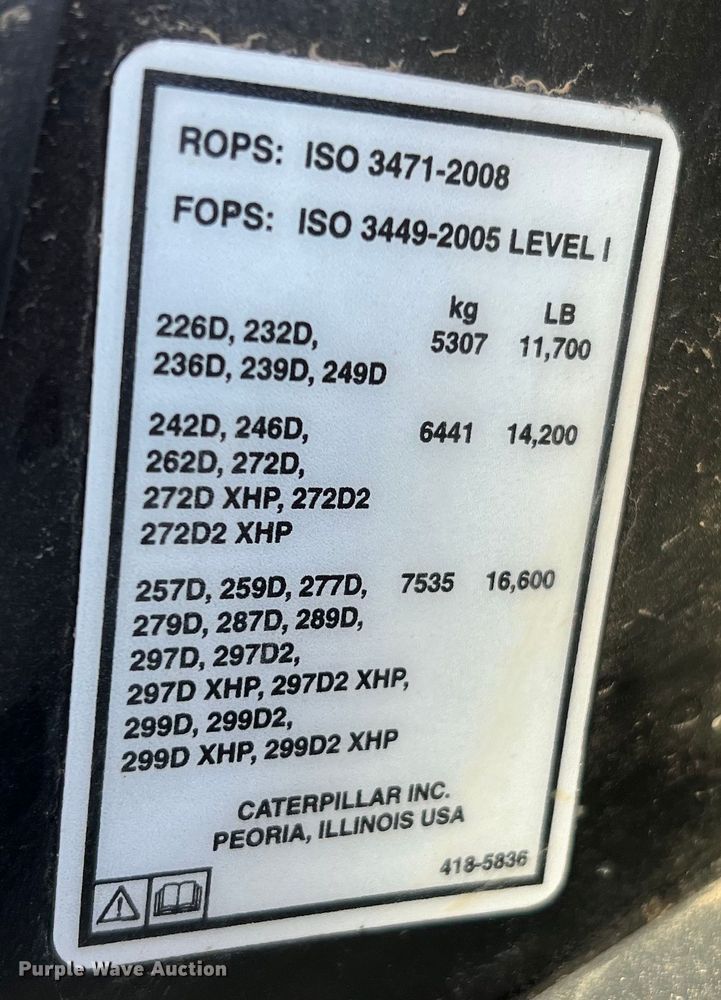 ROPS: ISO 3471-2008
FOPS: ISO 3449-2005 LEVEL I
kg LB
226D, 232D, 5307 11,700
236D, 239D, 249D
242D, 246D, 6441 14,200
262D, 272D,
272D XHP, 272D2
272D2 XHP
257D, 259D, 277D, 7535 16,600
279D, 287D, 289D,
297D, 297D2,
297D XHP, 297D2 XHP,
299D, 299D2,
299D XHP, 299D2 XHP
CATERPILLAR INC.
PEORIA, ILLINOIS USA
418-5836
Purple Wave Auction